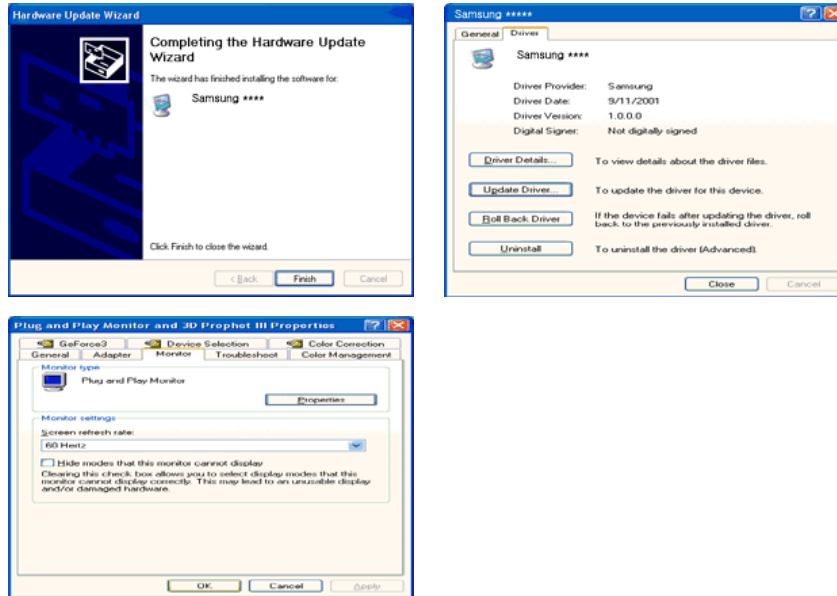 Hardware Update Wizard
Completing the Hardware Update
Wizard
The wizard has finished installing the software for:
Samsung ****
Click Finish to close the wizard.
< Back
Finish
Cancel
Samsung *****
General
Driver
Samsung ****
Driver Provider: Samsung
Driver Date: 9/11/2001
Driver Version: 1.0.0.0
Digital Signer: Not digitally signed
Driver Details...
To view details about the driver files.
Update Driver...
To update the driver for this device.
Roll Back Driver
If the device fails after updating the driver, roll
back to the previously installed driver.
Uninstall
To uninstall the driver (Advanced).
Close
Cancel
Plug and Play Monitor and 3D Prophet III Properties
GeForce3
Device Selection
Color Correction
General
Adapter
Monitor
Troubleshoot
Color Management
Monitor type
Plug and Play Monitor
Properties
Monitor settings
Screen refresh rate:
60 Hertz
Hide modes that this monitor cannot display
Clearing this check box allows you to select display modes that this
monitor cannot display correctly. This may lead to an unusable display
and/or damaged hardware.
OK
Cancel
Apply